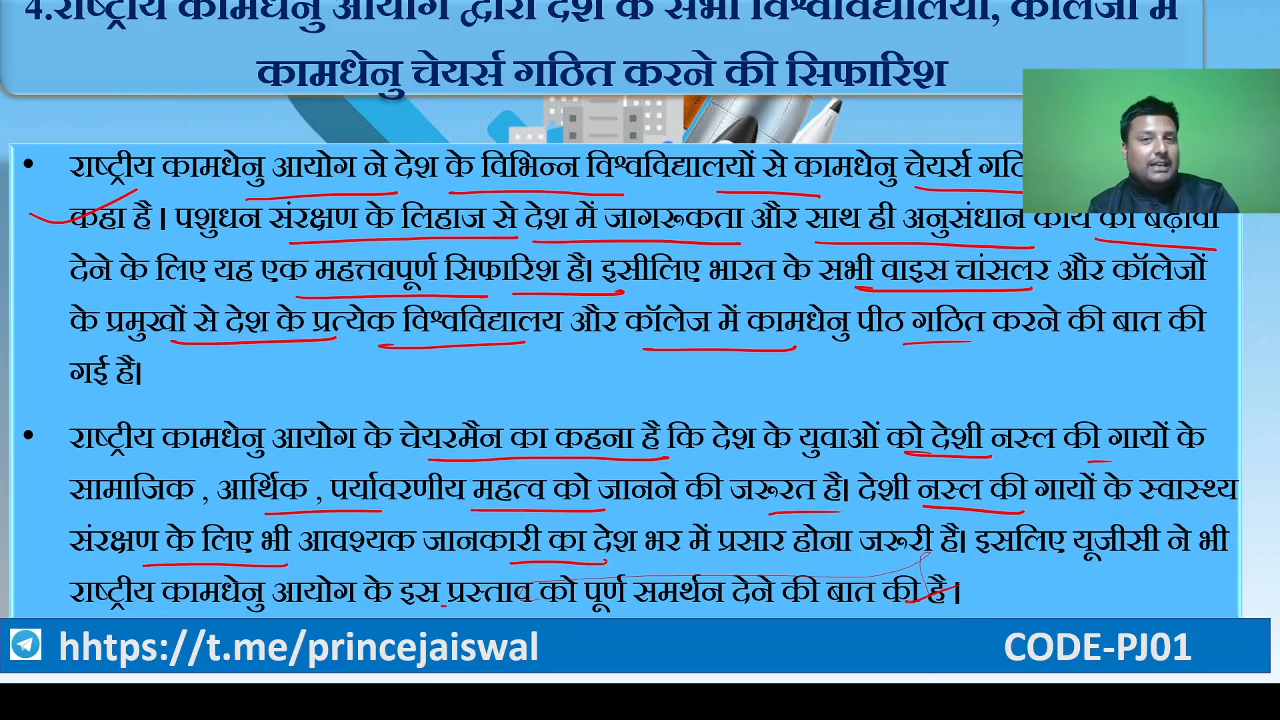 4.राष्ट्रीय कामधेनु आयोग द्वारा देश के सभी विश्वविद्यालयों, कॉलेजों में
कामधेनु चेयर्स गठित करने की सिफारिश
• राष्ट्रीय कामधेनु आयोग ने देश के विभिन्न विश्वविद्यालयों से कामधेनु चेयर्स
कहा है। पशुधन संरक्षण के लिहाज से देश में जागरूकता और साथ ही अनुसंधान कार्य को बढ़ावा
देने के लिए यह एक महत्तवपूर्ण सिफारिश है। इसीलिए भारत के सभी वाइस चांसलर और कॉलेजों
के प्रमुखों से देश के प्रत्येक विश्वविद्यालय और कॉलेज में कामधेनु पीठ गठित करने की बात की
गई है।
• राष्ट्रीय कामधेनु आयोग के चेयरमैन का कहना है कि देश के युवाओं को देशी नस्ल की गायों के
सामाजिक , आर्थिक , पर्यावरणीय महत्व को जानने की जरूरत है। देशी नस्ल की गायों के स्वास्थ्य
संरक्षण के लिए भी आवश्यक जानकारी का देश भर में प्रसार होना जरूरी है। इसलिए यूजीसी ने भी
राष्ट्रीय कामधेनु आयोग के इस प्रस्ताव को पूर्ण समर्थन देने की बात की है।
hhtps://t.me/princejaiswal CODE-PJ01